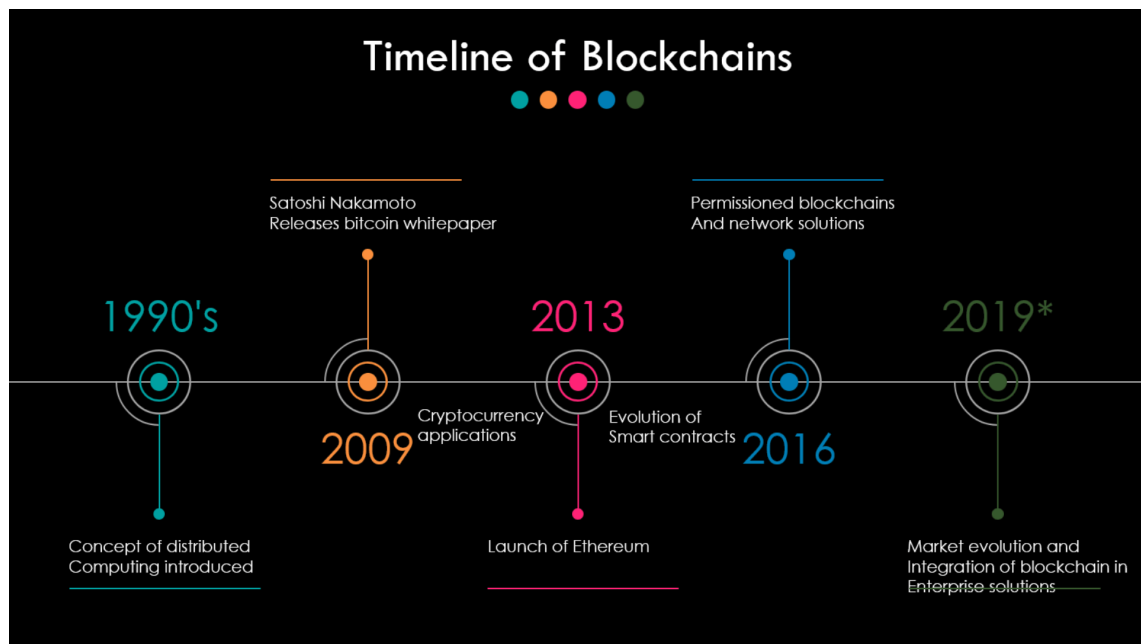 Timeline of Blockchains
1990's
Concept of distributed
Computing introduced
Satoshi Nakamoto
Releases bitcoin whitepaper
2009
Cryptocurrency
applications
2013
Launch of Ethereum
Evolution of
Smart contracts
Permissioned blockchains
And network solutions
2016
2019*
Market evolution and
Integration of blockchain in
Enterprise solutions